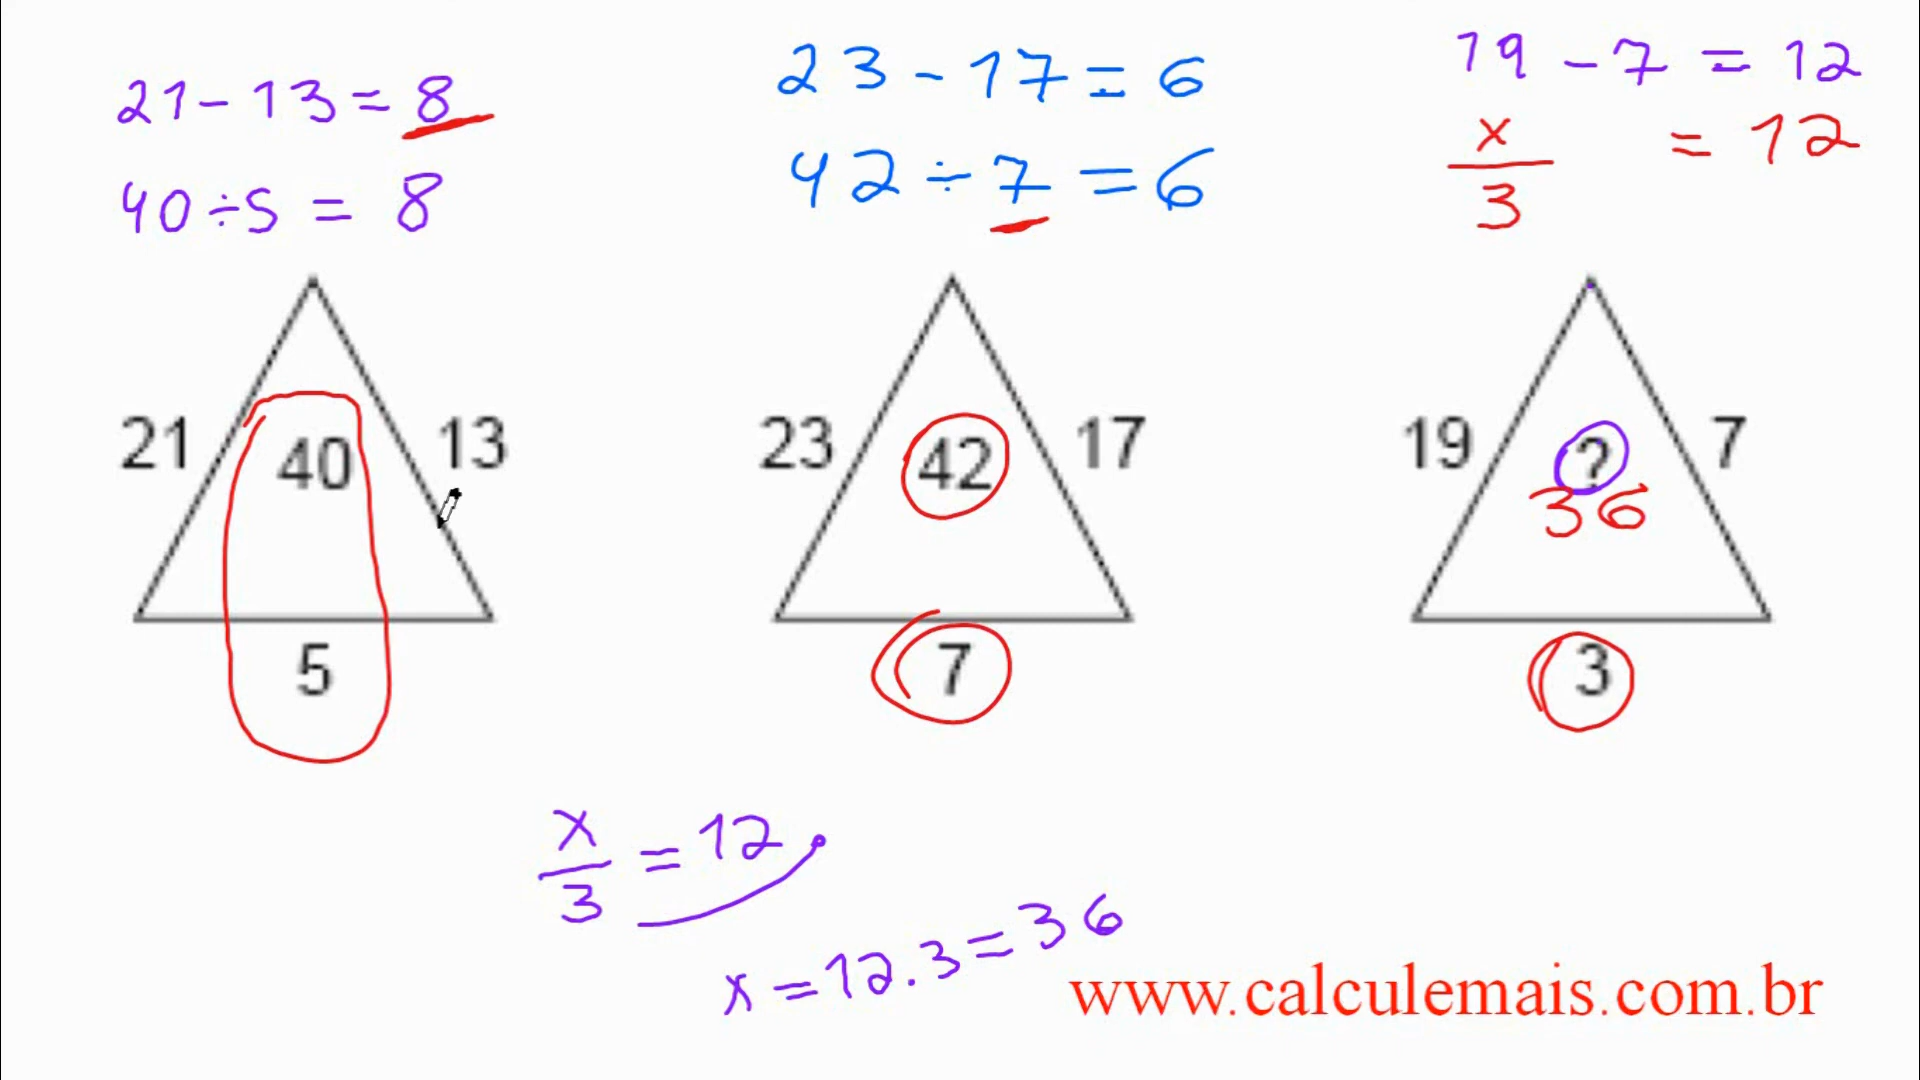 21 - 13 = 8
40 ÷ 5 = 8
23 - 17 = 6
42 ÷ 7 = 6
19 - 7 = 12
x/3 = 12
21 40 13
5
23 42 17
7
19 ? 7
36
3
x/3 = 12
x = 12.3 = 36
www.calculemais.com.br